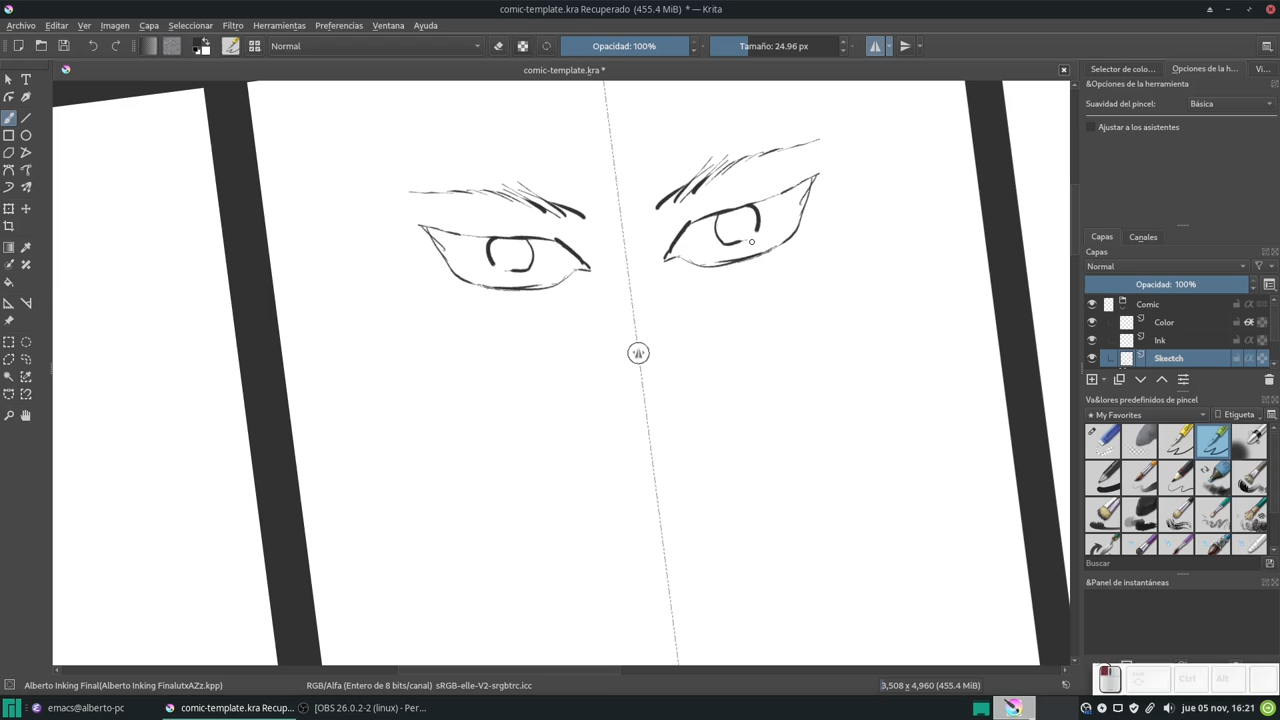 comic-template.kra Recuperado (455.4 MiB) * — Krita
Archivo Editar Ver Imagen Capa Seleccionar Filtro Herramientas Preferencias Ventana Ayuda
Normal Opacidad: 100% Tamaño: 24.96 px
comic-template.kra *
Selector de colo... Opciones de la h... Vi...
&Opciones de la herramienta
Suavidad del pincel: Básica
Ajustar a los asistentes
Capas Canales
Capas
Normal
Opacidad: 100%
Comic
Color
Ink
Skectch
Va&lores predefinidos de pincel
★ My Favorites Etiqueta
Buscar
&Panel de instantáneas
Ctrl Alt
Alberto Inking Final(Alberto Inking FinalutxAZz.kpp) RGB/Alfa (Entero de 8 bits/canal) sRGB-elle-V2-srgbtrc.icc 3,508 x 4,960 (455.4 MiB)
emacs@alberto-pc comic-template.kra Recup... [OBS 26.0.2-2 (linux) - Per... jue 05 nov, 16:21